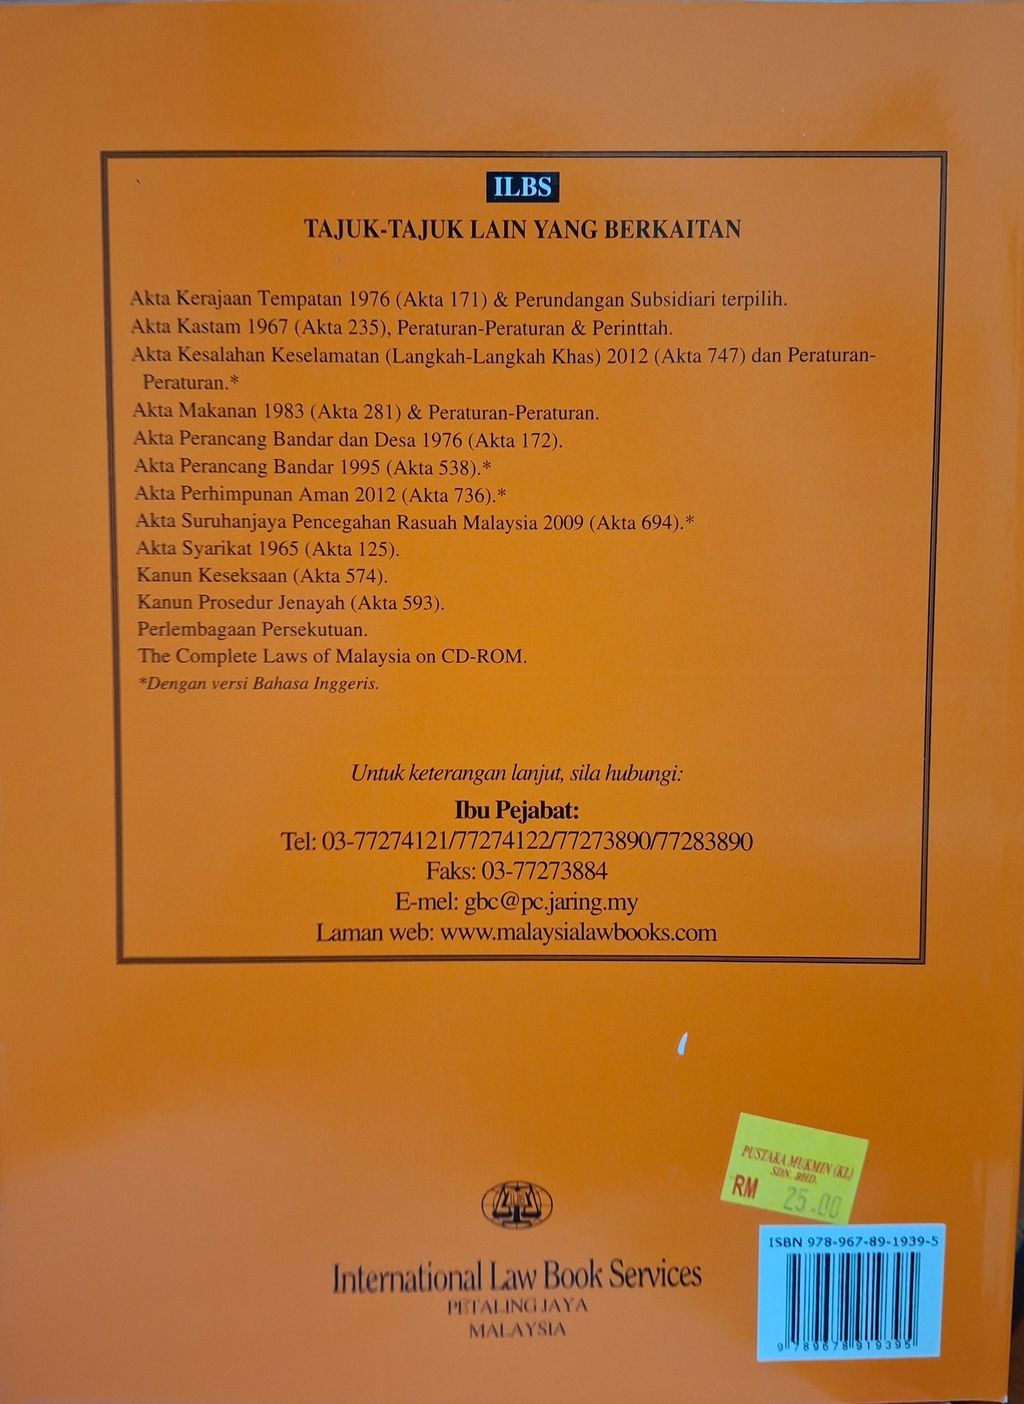 ILBS
TAJUK-TAJUK LAIN YANG BERKAITAN
Akta Kerajaan Tempatan 1976 (Akta 171) & Perundangan Subsidiari terpilih.
Akta Kastam 1967 (Akta 235), Peraturan-Peraturan & Perinttah.
Akta Kesalahan Keselamatan (Langkah-Langkah Khas) 2012 (Akta 747) dan Peraturan-
Peraturan.*
Akta Makanan 1983 (Akta 281) & Peraturan-Peraturan.
Akta Perancang Bandar dan Desa 1976 (Akta 172).
Akta Perancang Bandar 1995 (Akta 538).*
Akta Perhimpunan Aman 2012 (Akta 736).*
Akta Suruhanjaya Pencegahan Rasuah Malaysia 2009 (Akta 694).*
Akta Syarikat 1965 (Akta 125).
Kanun Keseksaan (Akta 574).
Kanun Prosedur Jenayah (Akta 593).
Perlembagaan Persekutuan.
The Complete Laws of Malaysia on CD-ROM.
*Dengan versi Bahasa Inggeris.
Untuk keterangan lanjut, sila hubungi:
Ibu Pejabat:
Tel: 03-77274121/77274122/77273890/77283890
Faks: 03-77273884
E-mel: gbc@pc.jaring.my
Laman web: www.malaysialawbooks.com
PUSTAKA MUKMIN (KL)
SDN. BHD.
RM 25.00
ISBN 978-967-89-1939-5
9 789678 919395
International Law Book Services
PETALING JAYA
MALAYSIA